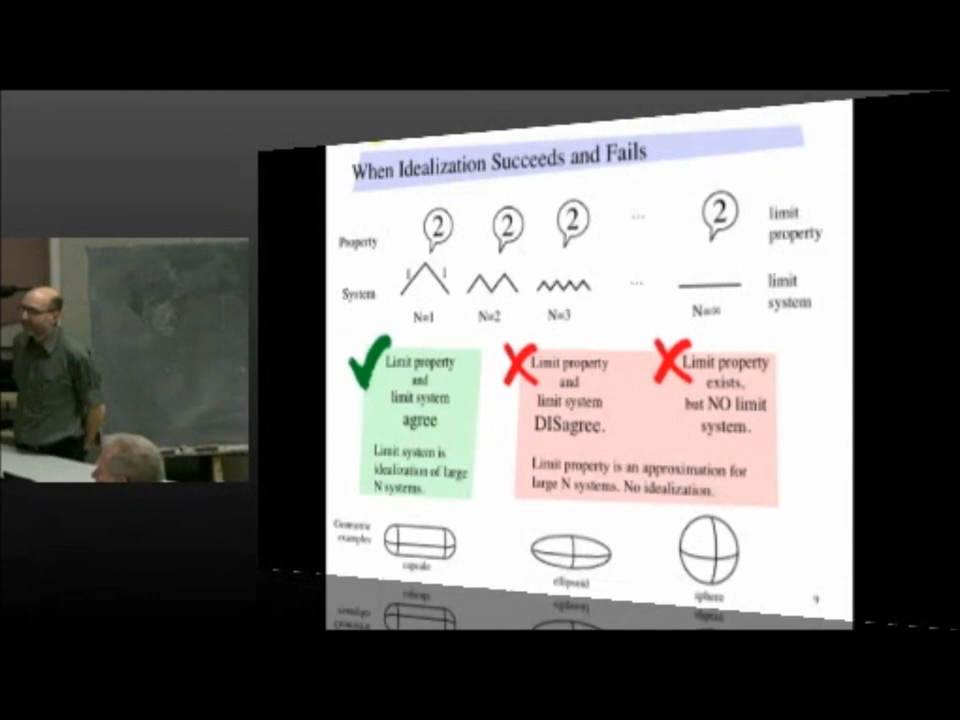 When Idealization Succeeds and Fails
Property 2 2 2 ... 2 limit property
1 1
System ... limit system
N=1 N=2 N=3 N=∞
Limit property
and
limit system
agree
Limit system is
idealization of large
N systems.
Limit property
and
limit system
DISagree.
Limit property
exists,
but NO limit
system.
Limit property is an approximation for
large N systems. No idealization.
Geometric
examples
capsule
ellipsoid
sphere
9